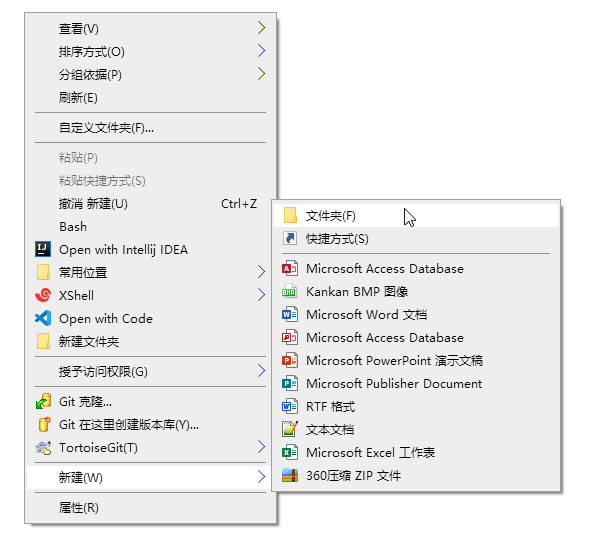 查看(V)
排序方式(O)
分组依据(P)
刷新(E)
自定义文件夹(F)...
粘贴(P)
粘贴快捷方式(S)
撤消 新建(U) Ctrl+Z
Bash
Open with Intellij IDEA
常用位置
XShell
Open with Code
新建文件夹
授予访问权限(G)
Git 克隆...
Git 在这里创建版本库(Y)...
TortoiseGit(T)
新建(W)
属性(R)
文件夹(F)
快捷方式(S)
Microsoft Access Database
Kankan BMP 图像
Microsoft Word 文档
Microsoft Access Database
Microsoft PowerPoint 演示文稿
Microsoft Publisher Document
RTF 格式
文本文档
Microsoft Excel 工作表
360压缩 ZIP 文件